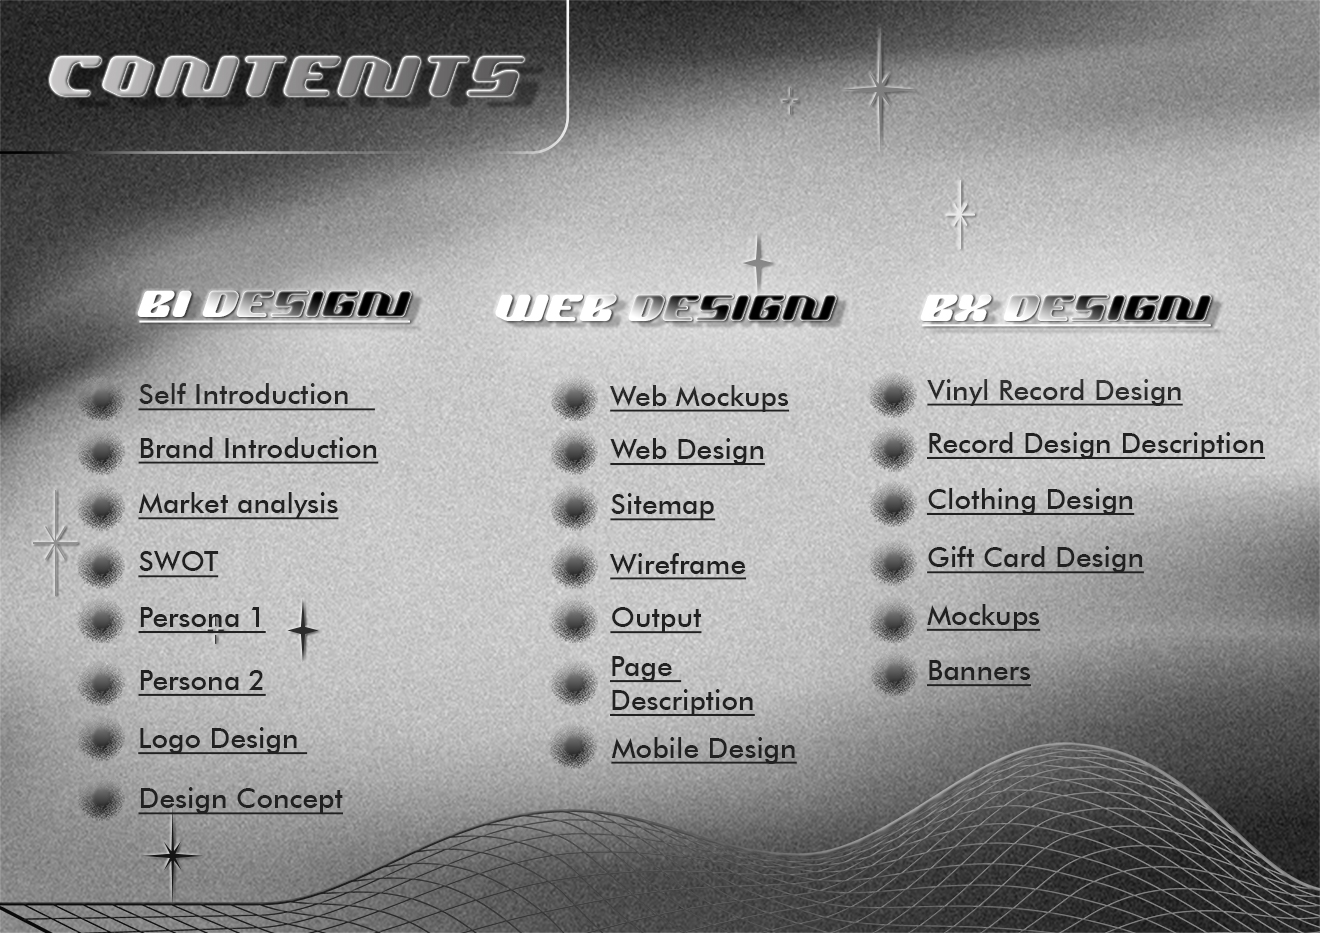 CONTENTS
BI DESIGN
Self Introduction
Brand Introduction
Market analysis
SWOT
Persona 1
Persona 2
Logo Design
Design Concept
WEB DESIGN
Web Mockups
Web Design
Sitemap
Wireframe
Output
Page
Description
Mobile Design
BX DESIGN
Vinyl Record Design
Record Design Description
Clothing Design
Gift Card Design
Mockups
Banners